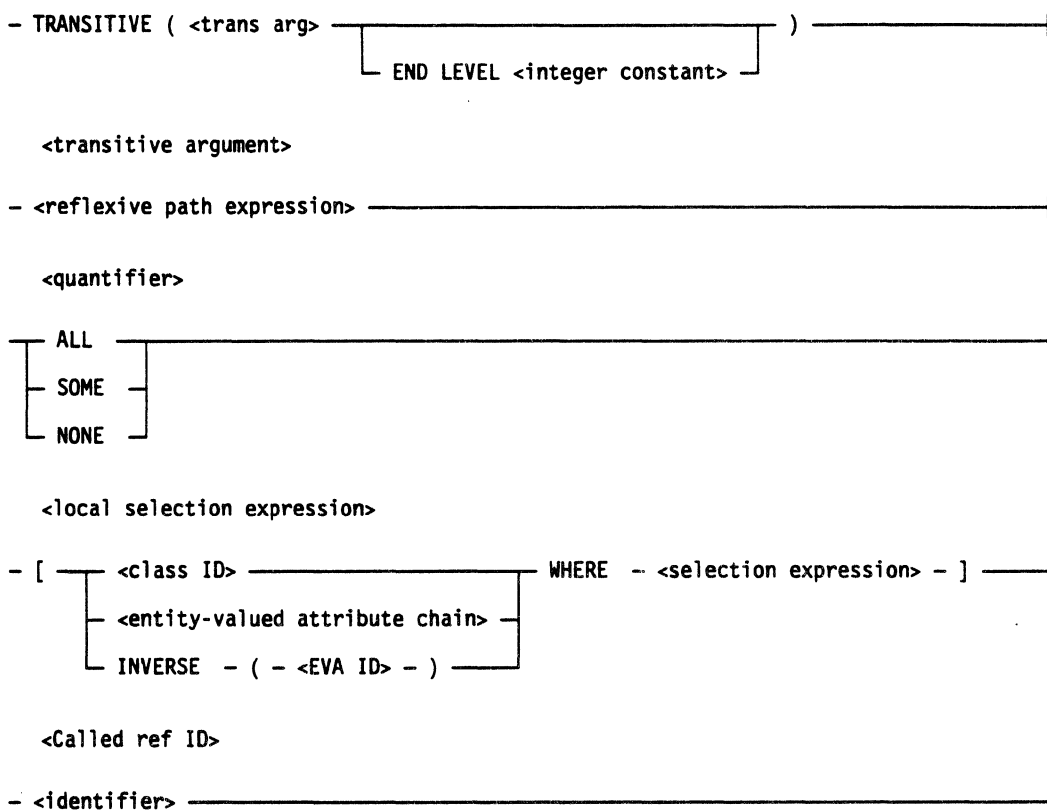 – TRANSITIVE ( <trans arg> )
END LEVEL <integer constant>
<transitive argument>
– <reflexive path expression>
<quantifier>
ALL
SOME
NONE
<local selection expression>
– [ <class ID> WHERE – <selection expression> – ]
<entity-valued attribute chain>
INVERSE – ( – <EVA ID> – )
<Called ref ID>
– <identifier>